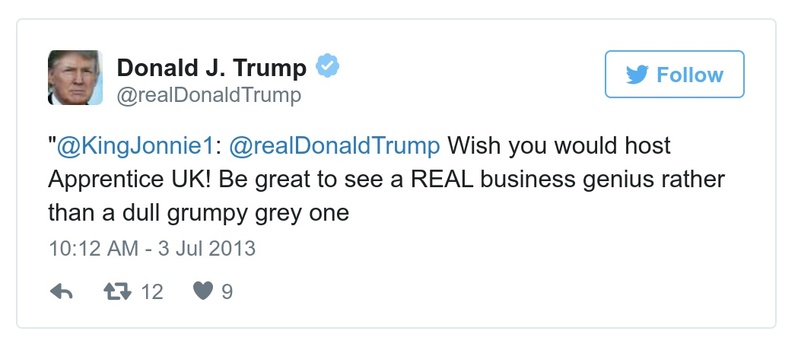 Donald J. Trump
@realDonaldTrump
Follow
"@KingJonnie1: @realDonaldTrump Wish you would host
Apprentice UK! Be great to see a REAL business genius rather
than a dull grumpy grey one
10:12 AM - 3 Jul 2013
12 9